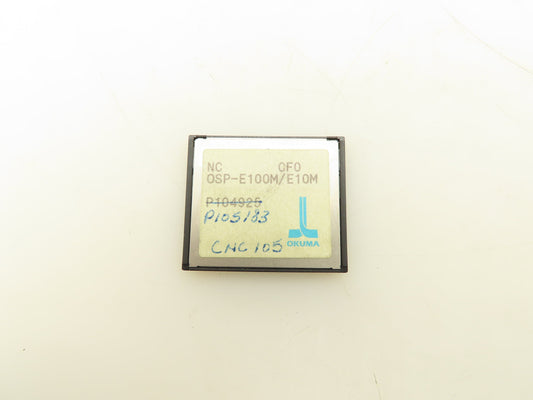 NC OFO
OSP-E100M/E10M
P104925
P105183
CNC 105
OKUMA